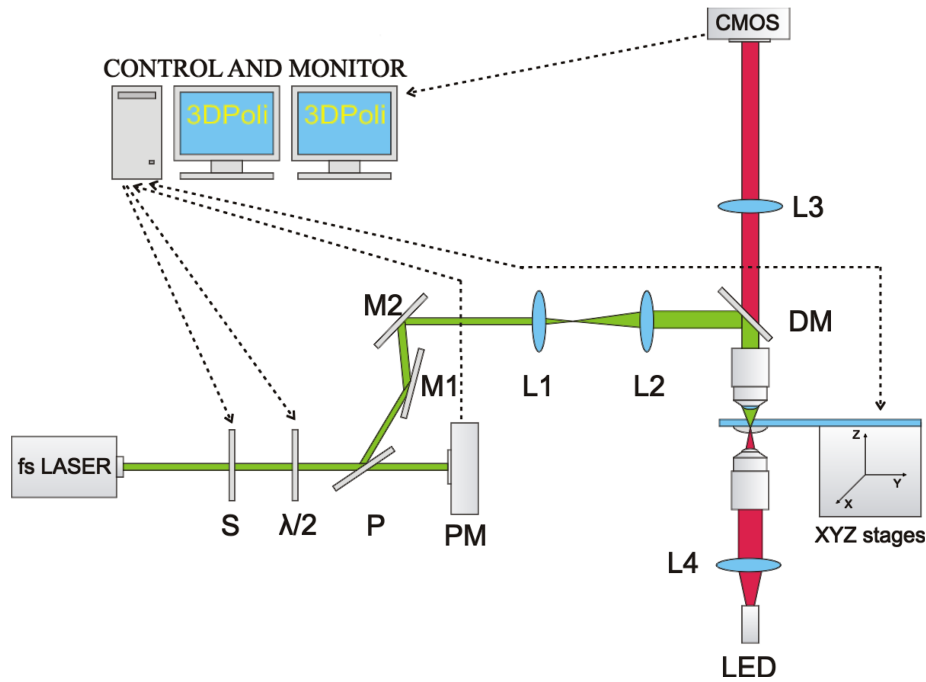 CMOS
CONTROL AND MONITOR
3DPoli 3DPoli
L3
M2
DM
M1
L1 L2
fs LASER
Z
Y
X
S λ/2 P PM
XYZ stages
L4
LED